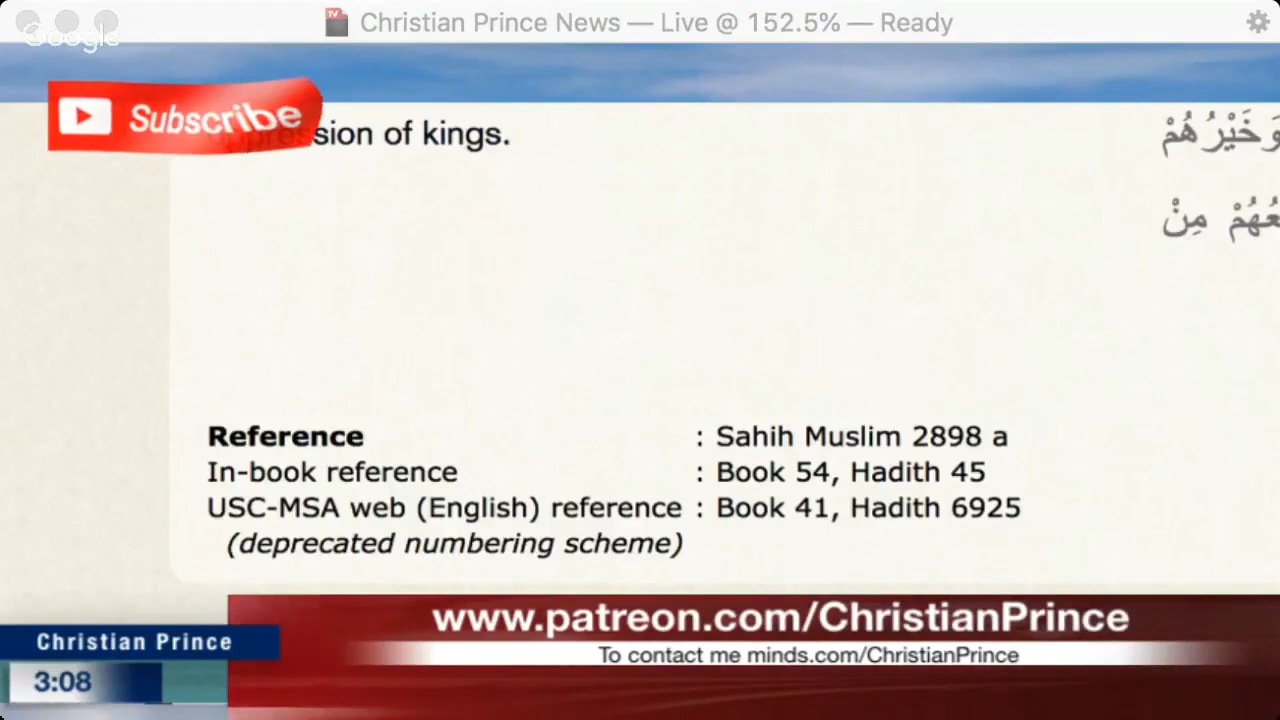 Christian Prince News — Live @ 152.5% — Ready
Google
Subscribe
pression of kings.
وَخَيْرُهُمْ
مِنْ
Reference : Sahih Muslim 2898 a
In-book reference : Book 54, Hadith 45
USC-MSA web (English) reference : Book 41, Hadith 6925
(deprecated numbering scheme)
www.patreon.com/ChristianPrince
Christian Prince
To contact me minds.com/ChristianPrince
3:08